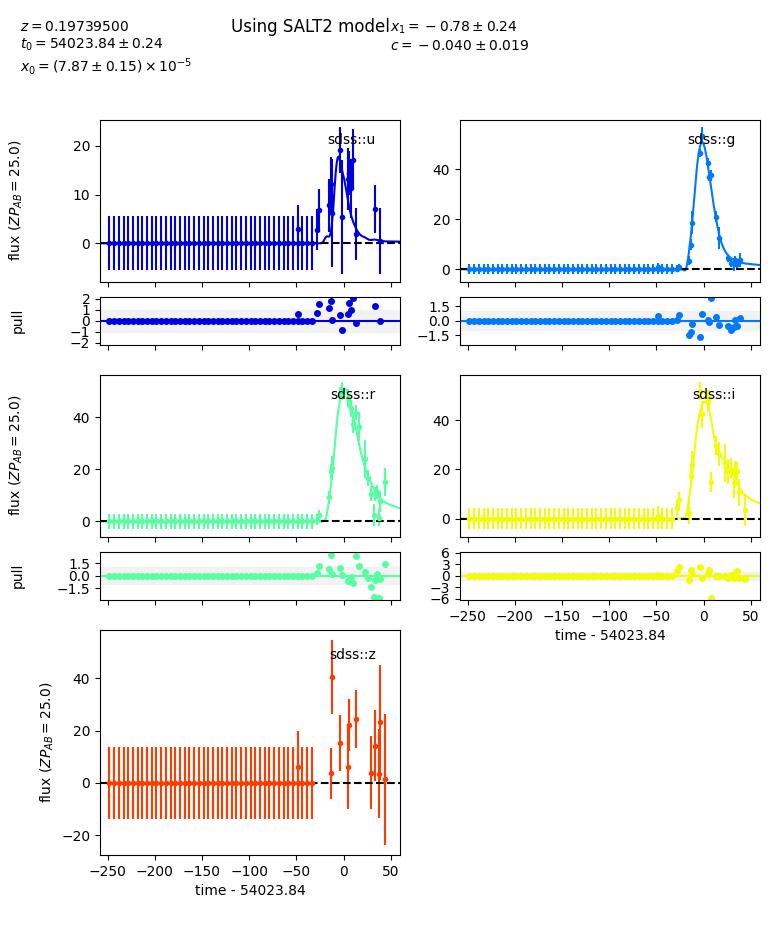 z = 0.19739500
Using SALT2 model
x₁ = −0.78 ± 0.24
t₀ = 54023.84 ± 0.24
c = −0.040 ± 0.019
x₀ = (7.87 ± 0.15) × 10⁻⁵
flux (ZP_AB = 25.0)
20
10
0
sdss::u
40
20
0
sdss::g
pull
2
1
0
−1
−2
1.5
0.0
−1.5
flux (ZP_AB = 25.0)
40
20
0
sdss::r
40
20
0
sdss::i
pull
1.5
0.0
−1.5
6
3
0
−3
−6
−250 −200 −150 −100 −50 0 50
time - 54023.84
flux (ZP_AB = 25.0)
40
20
0
−20
sdss::z
−250 −200 −150 −100 −50 0 50
time - 54023.84